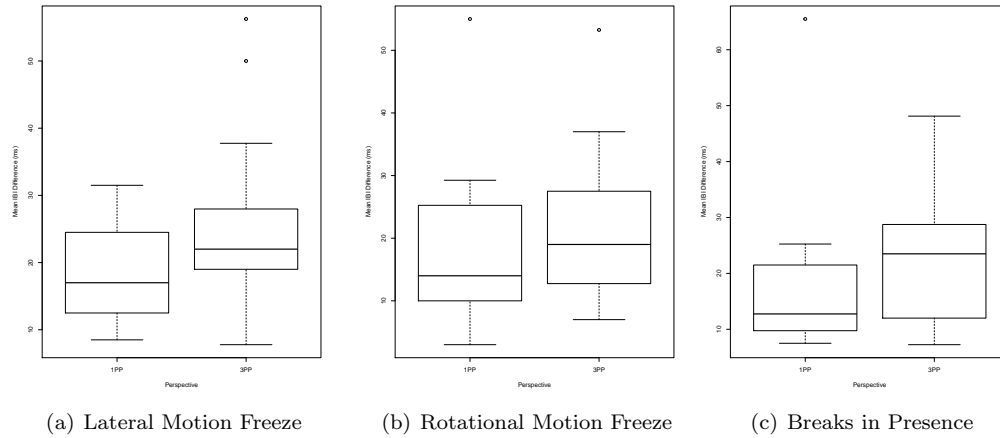 Mean IBI Difference (ms)
50
40
30
20
10
1PP
3PP
Perspective
(a) Lateral Motion Freeze
Mean IBI Difference (ms)
50
40
30
20
10
1PP
3PP
Perspective
(b) Rotational Motion Freeze
Mean IBI Difference (ms)
60
50
40
30
20
10
1PP
3PP
Perspective
(c) Breaks in Presence